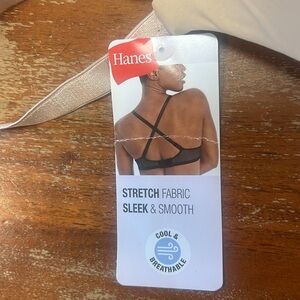 Hanes
STRETCH FABRIC
SLEEK & SMOOTH
COOL &
BREATHABLE